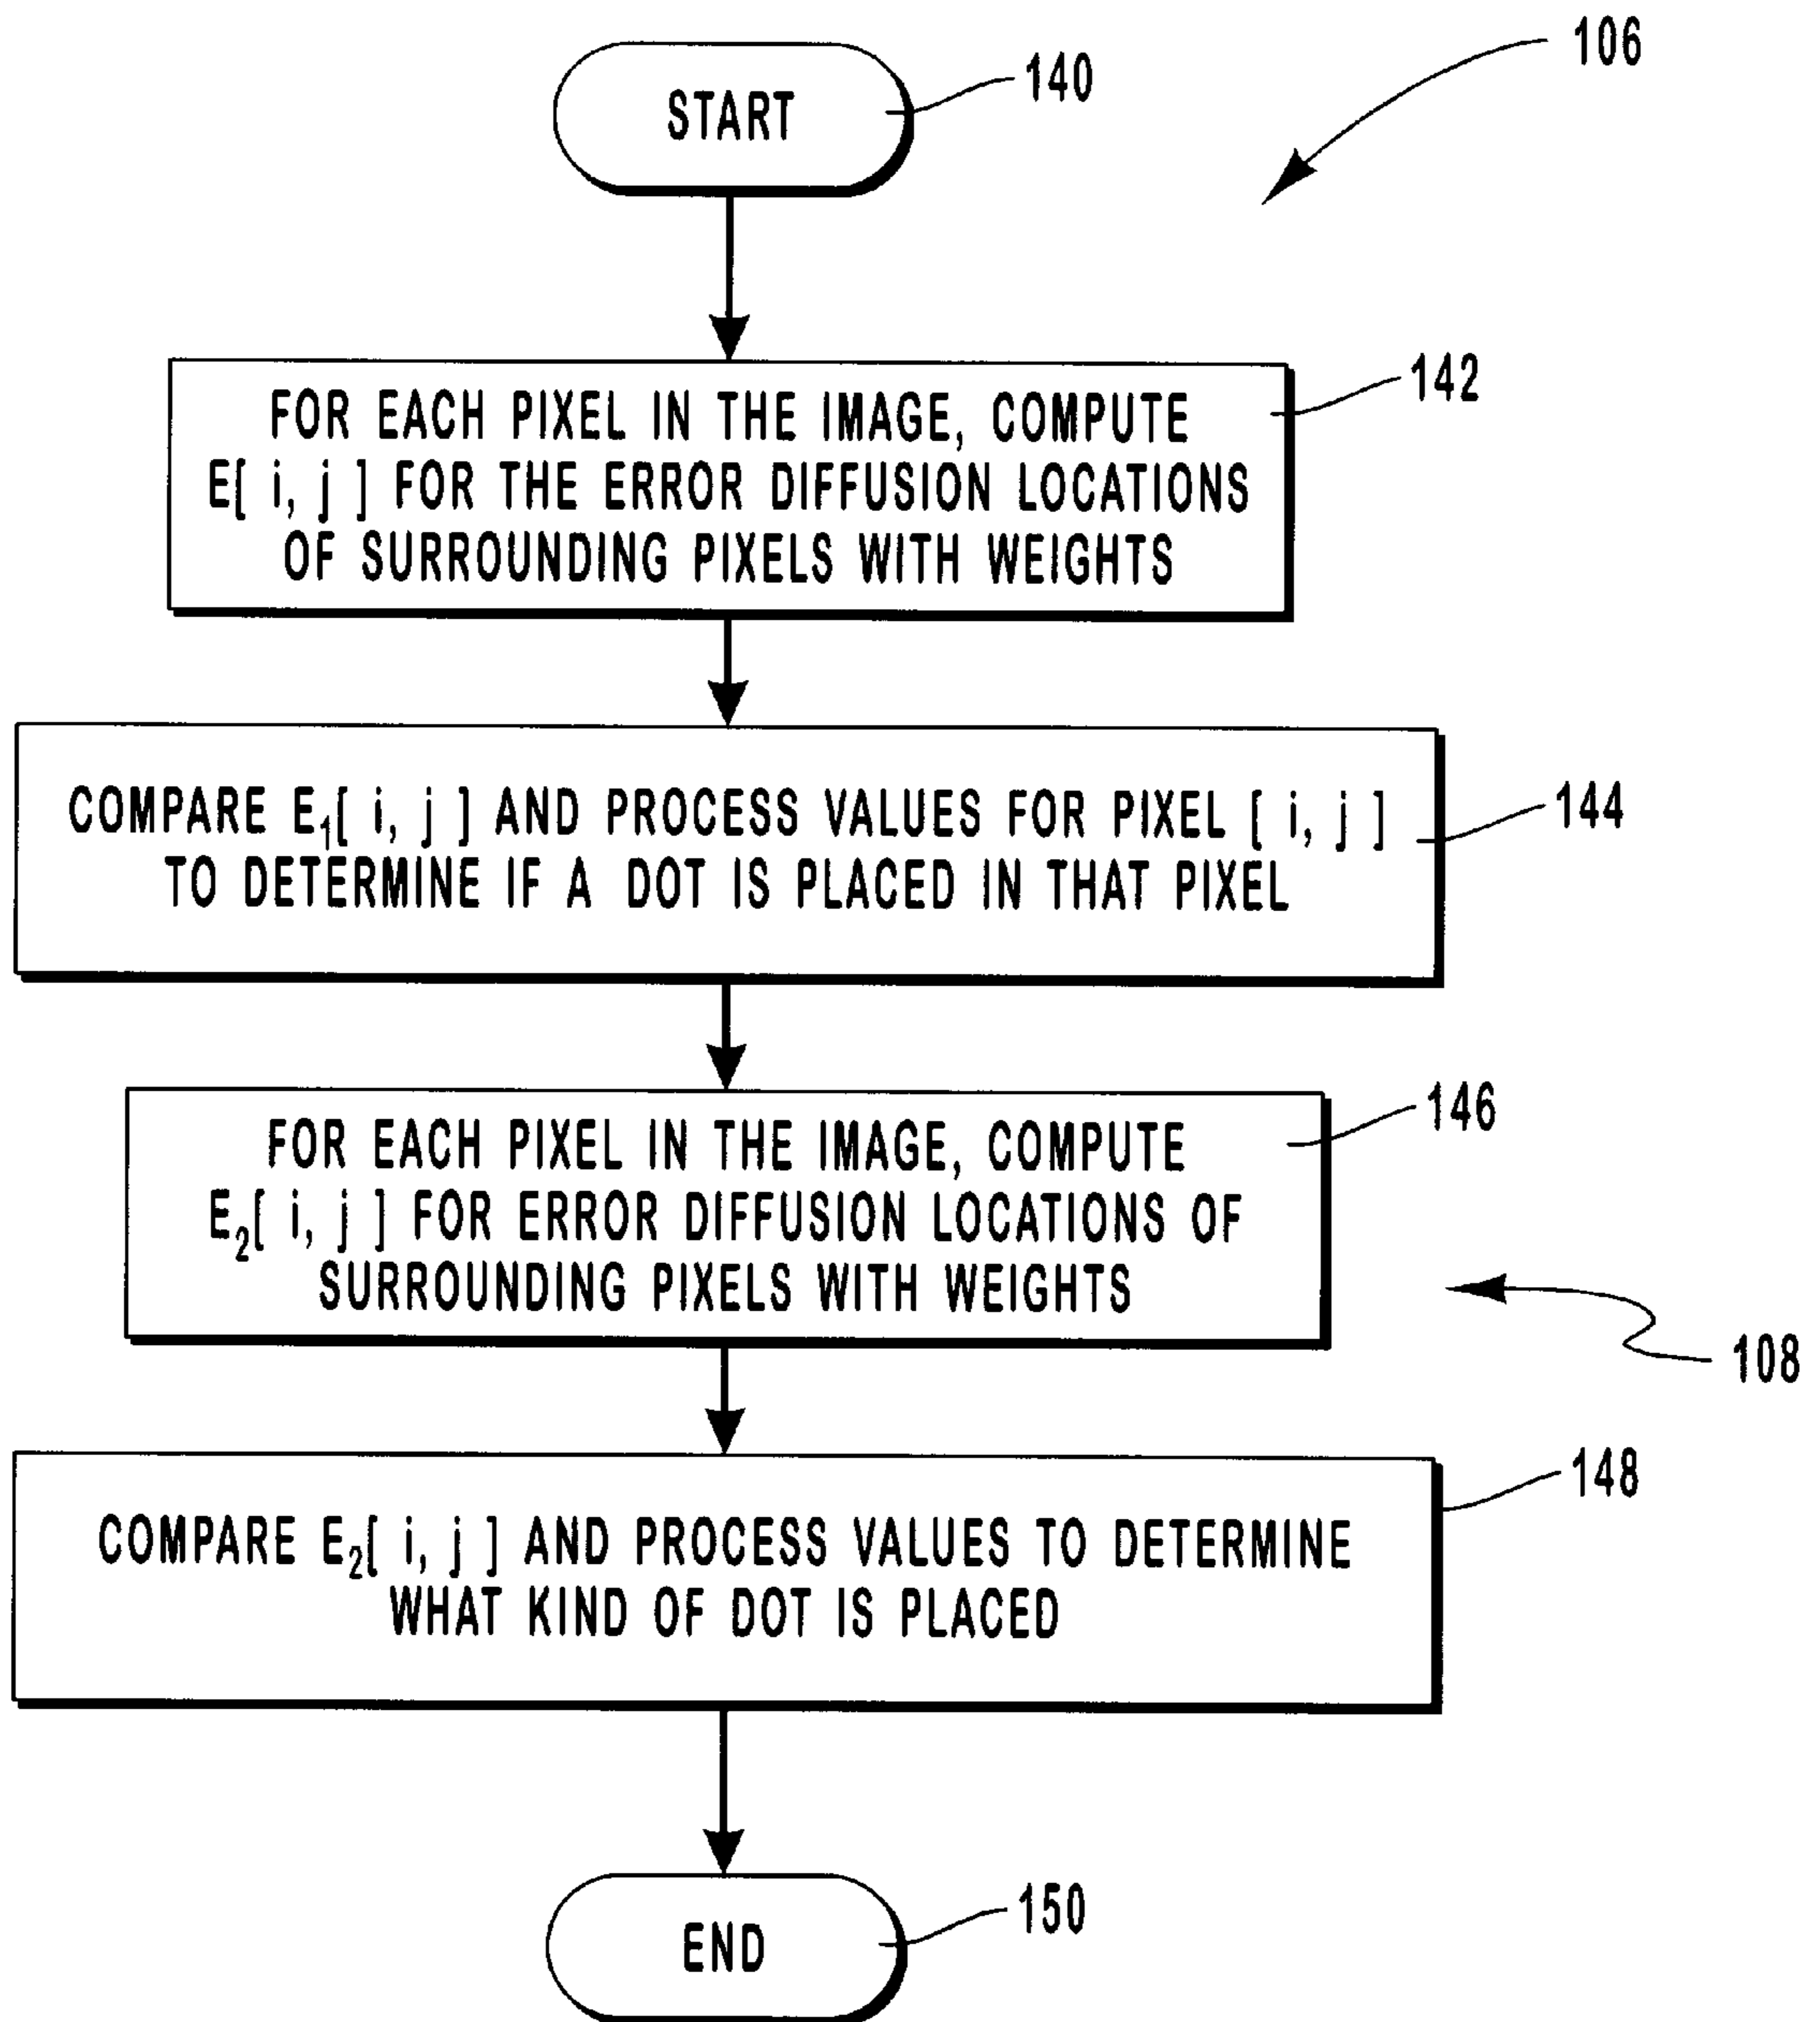 106
START
140
FOR EACH PIXEL IN THE IMAGE, COMPUTE
E[ i, j ] FOR THE ERROR DIFFUSION LOCATIONS
OF SURROUNDING PIXELS WITH WEIGHTS
142
COMPARE E₁[ i, j ] AND PROCESS VALUES FOR PIXEL [ i, j ]
TO DETERMINE IF A DOT IS PLACED IN THAT PIXEL
144
FOR EACH PIXEL IN THE IMAGE, COMPUTE
E₂[ i, j ] FOR ERROR DIFFUSION LOCATIONS OF
SURROUNDING PIXELS WITH WEIGHTS
146
108
COMPARE E₂[ i, j ] AND PROCESS VALUES TO DETERMINE
WHAT KIND OF DOT IS PLACED
148
END
150